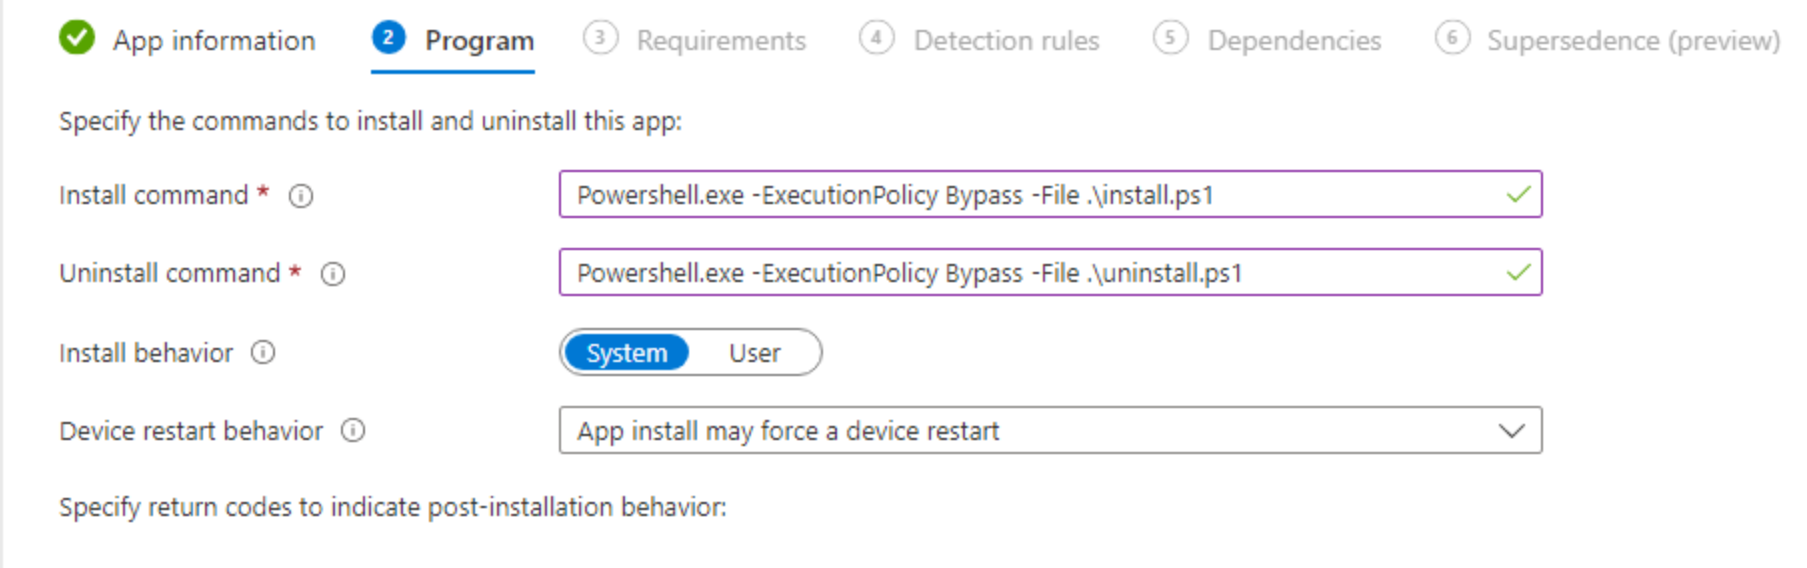 App information 2 Program 3 Requirements 4 Detection rules 5 Dependencies 6 Supersedence (preview)
Specify the commands to install and uninstall this app:
Install command * i Powershell.exe -ExecutionPolicy Bypass -File .\install.ps1
Uninstall command * i Powershell.exe -ExecutionPolicy Bypass -File .\uninstall.ps1
Install behavior i System User
Device restart behavior i App install may force a device restart
Specify return codes to indicate post-installation behavior: